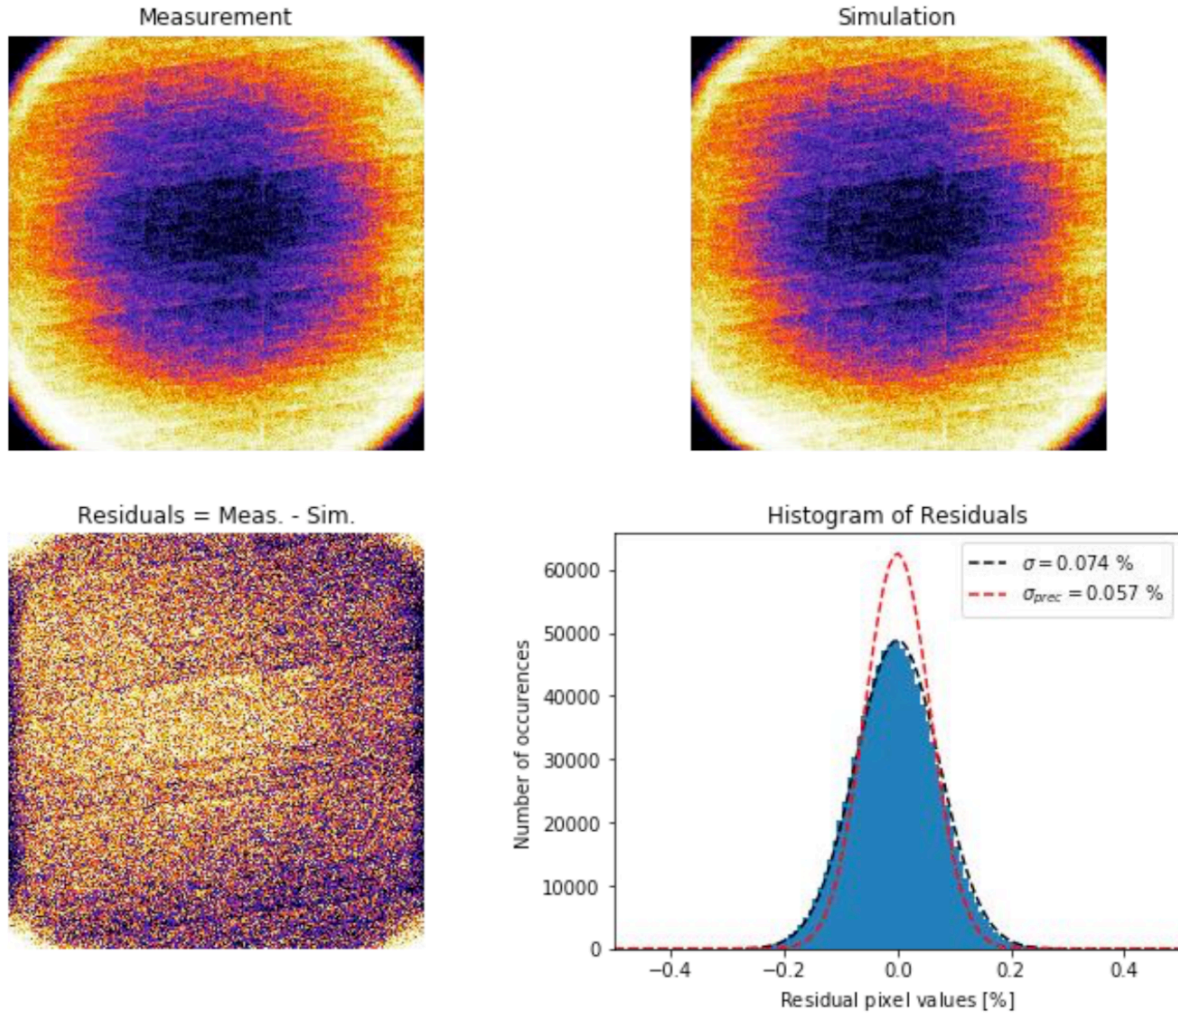 Measurement
Simulation
Residuals = Meas. - Sim.
Histogram of Residuals
σ = 0.074 %
σprec = 0.057 %
Number of occurences
60000
50000
40000
30000
20000
10000
0
−0.4
−0.2
0.0
0.2
0.4
Residual pixel values [%]